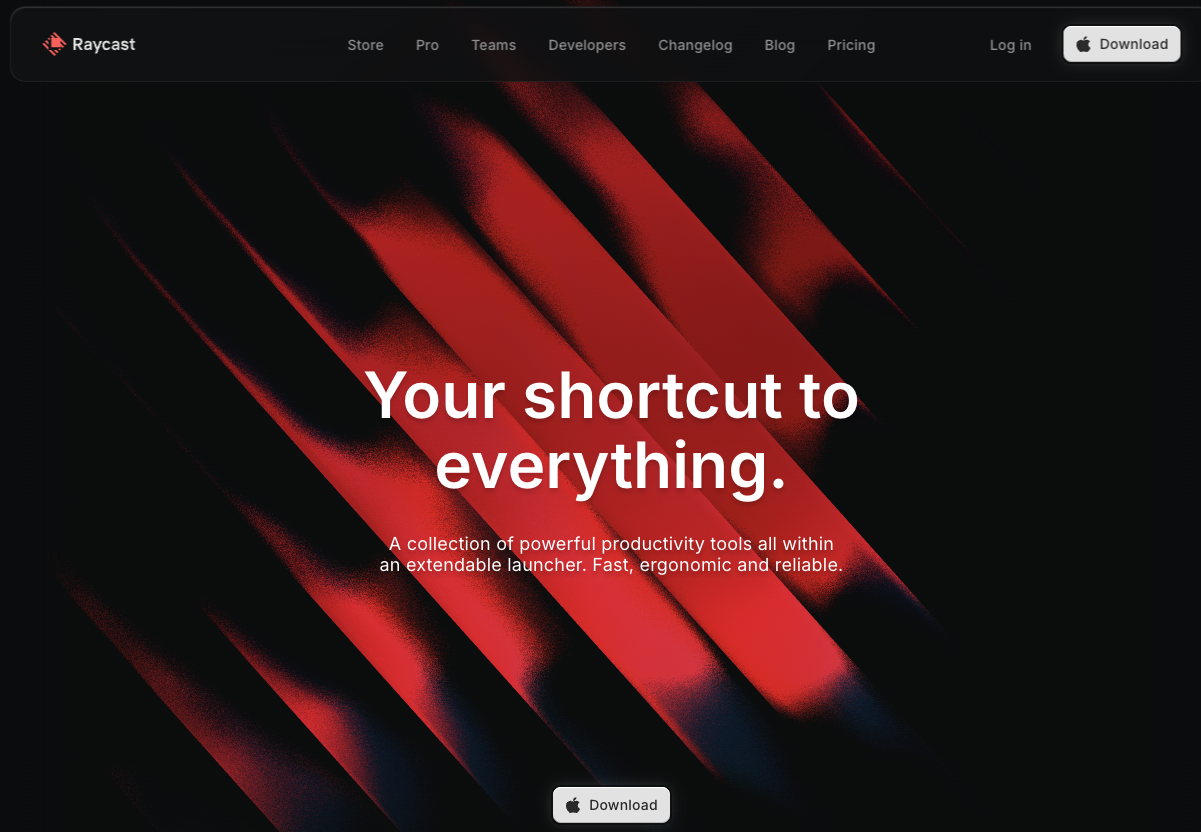 Raycast
Store
Pro
Teams
Developers
Changelog
Blog
Pricing
Log in
Download
Your shortcut to
everything.
A collection of powerful productivity tools all within
an extendable launcher. Fast, ergonomic and reliable.
Download